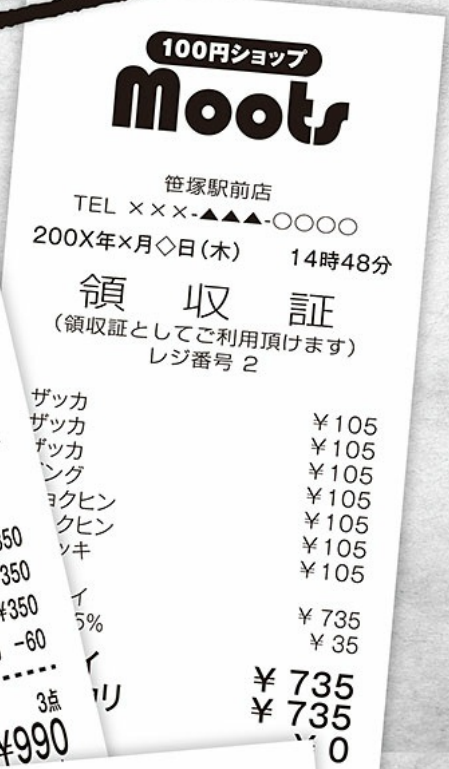 100円ショップ
Moots
笹塚駅前店
TEL ×××-▲▲▲-○○○○
200X年×月◇日(木) 14時48分
領 収 証
(領収証としてご利用頂けます)
レジ番号 2
ザッカ ¥105
ザッカ ¥105
ザッカ ¥105
ング ¥105
ョクヒン ¥105
クヒン ¥105
ッキ ¥105
イ ¥735
5% ¥35
イ ¥735
リ ¥735
¥0
350
350
¥350
-60
3点
¥990